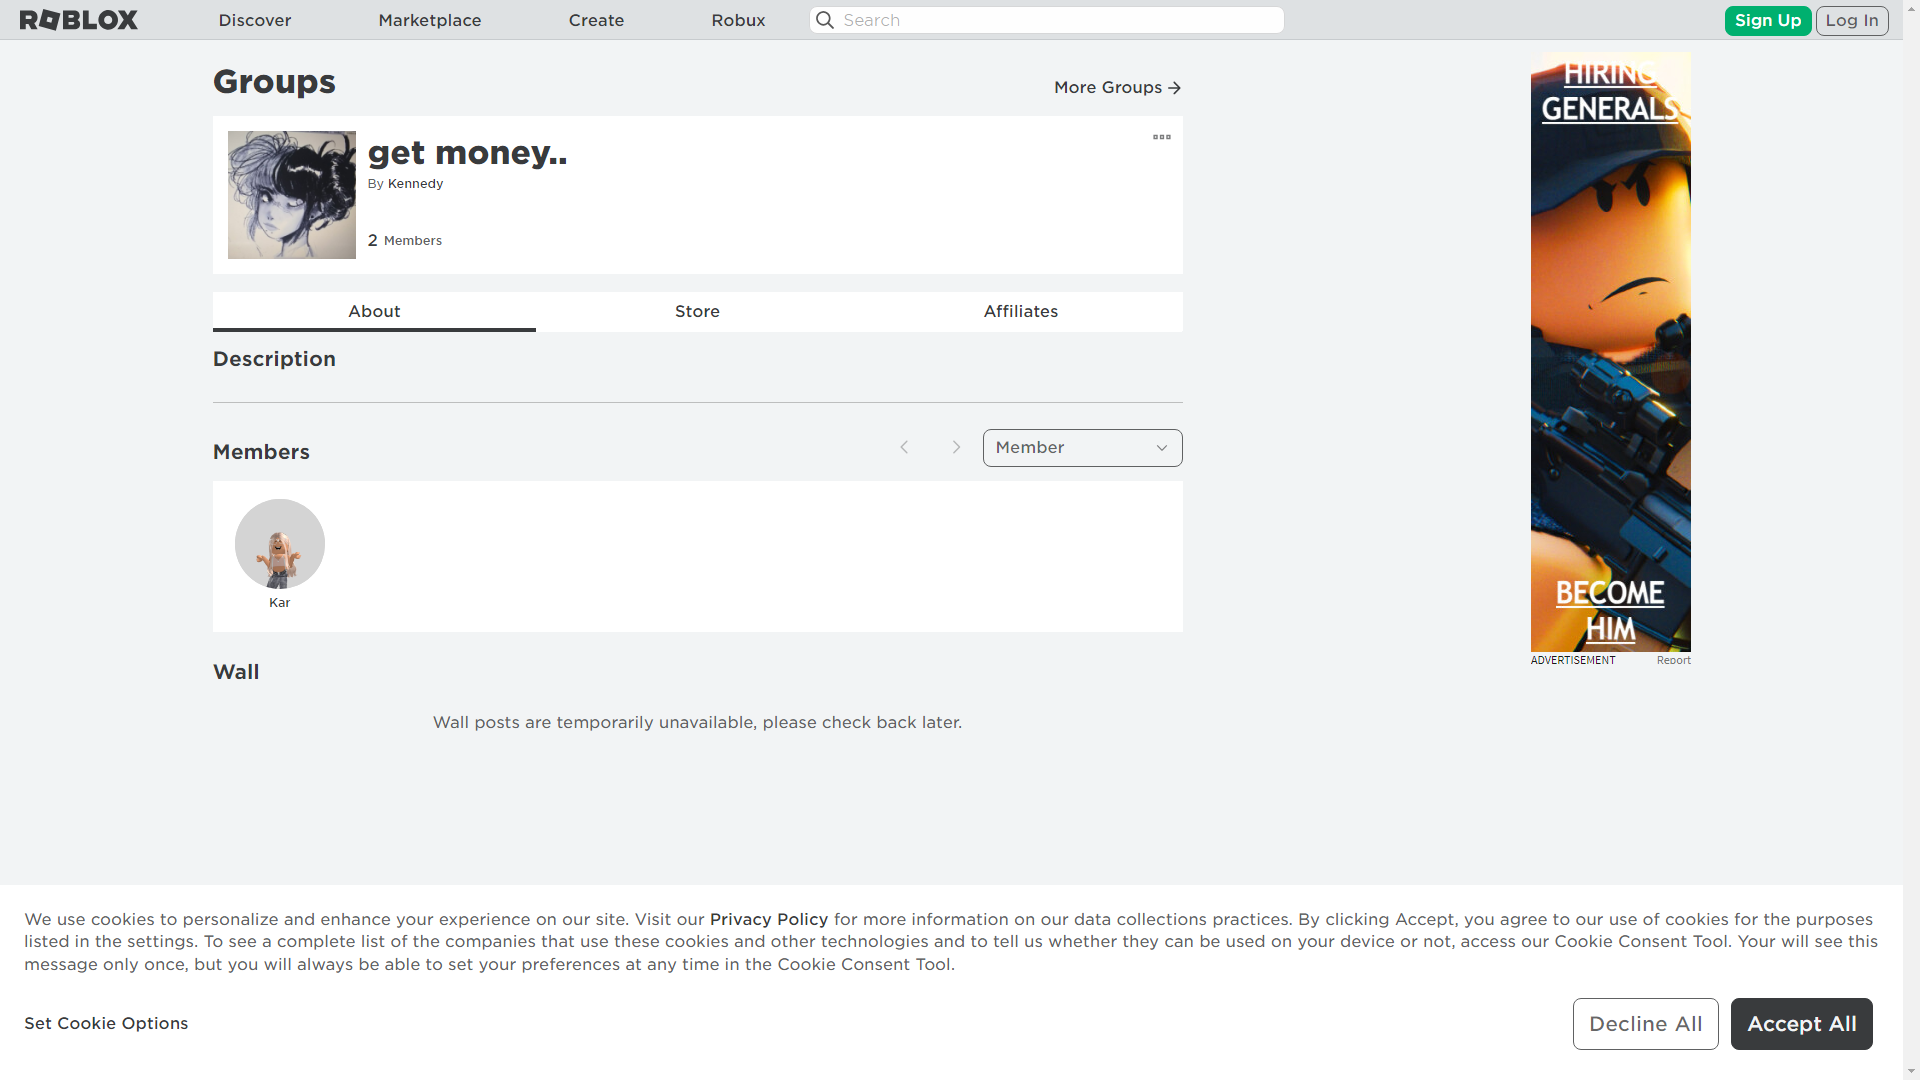 ROBLOX
Discover
Marketplace
Create
Robux
Search
Sign Up
Log In
Groups
More Groups
get money..
By Kennedy
2 Members
About
Store
Affiliates
Description
Members
Member
Kar
Wall
Wall posts are temporarily unavailable, please check back later.
HIRING
GENERALS
BECOME
HIM
ADVERTISEMENT
Report
We use cookies to personalize and enhance your experience on our site. Visit our Privacy Policy for more information on our data collections practices. By clicking Accept, you agree to our use of cookies for the purposes
listed in the settings. To see a complete list of the companies that use these cookies and other technologies and to tell us whether they can be used on your device or not, access our Cookie Consent Tool. Your will see this
message only once, but you will always be able to set your preferences at any time in the Cookie Consent Tool.
Set Cookie Options
Decline All
Accept All